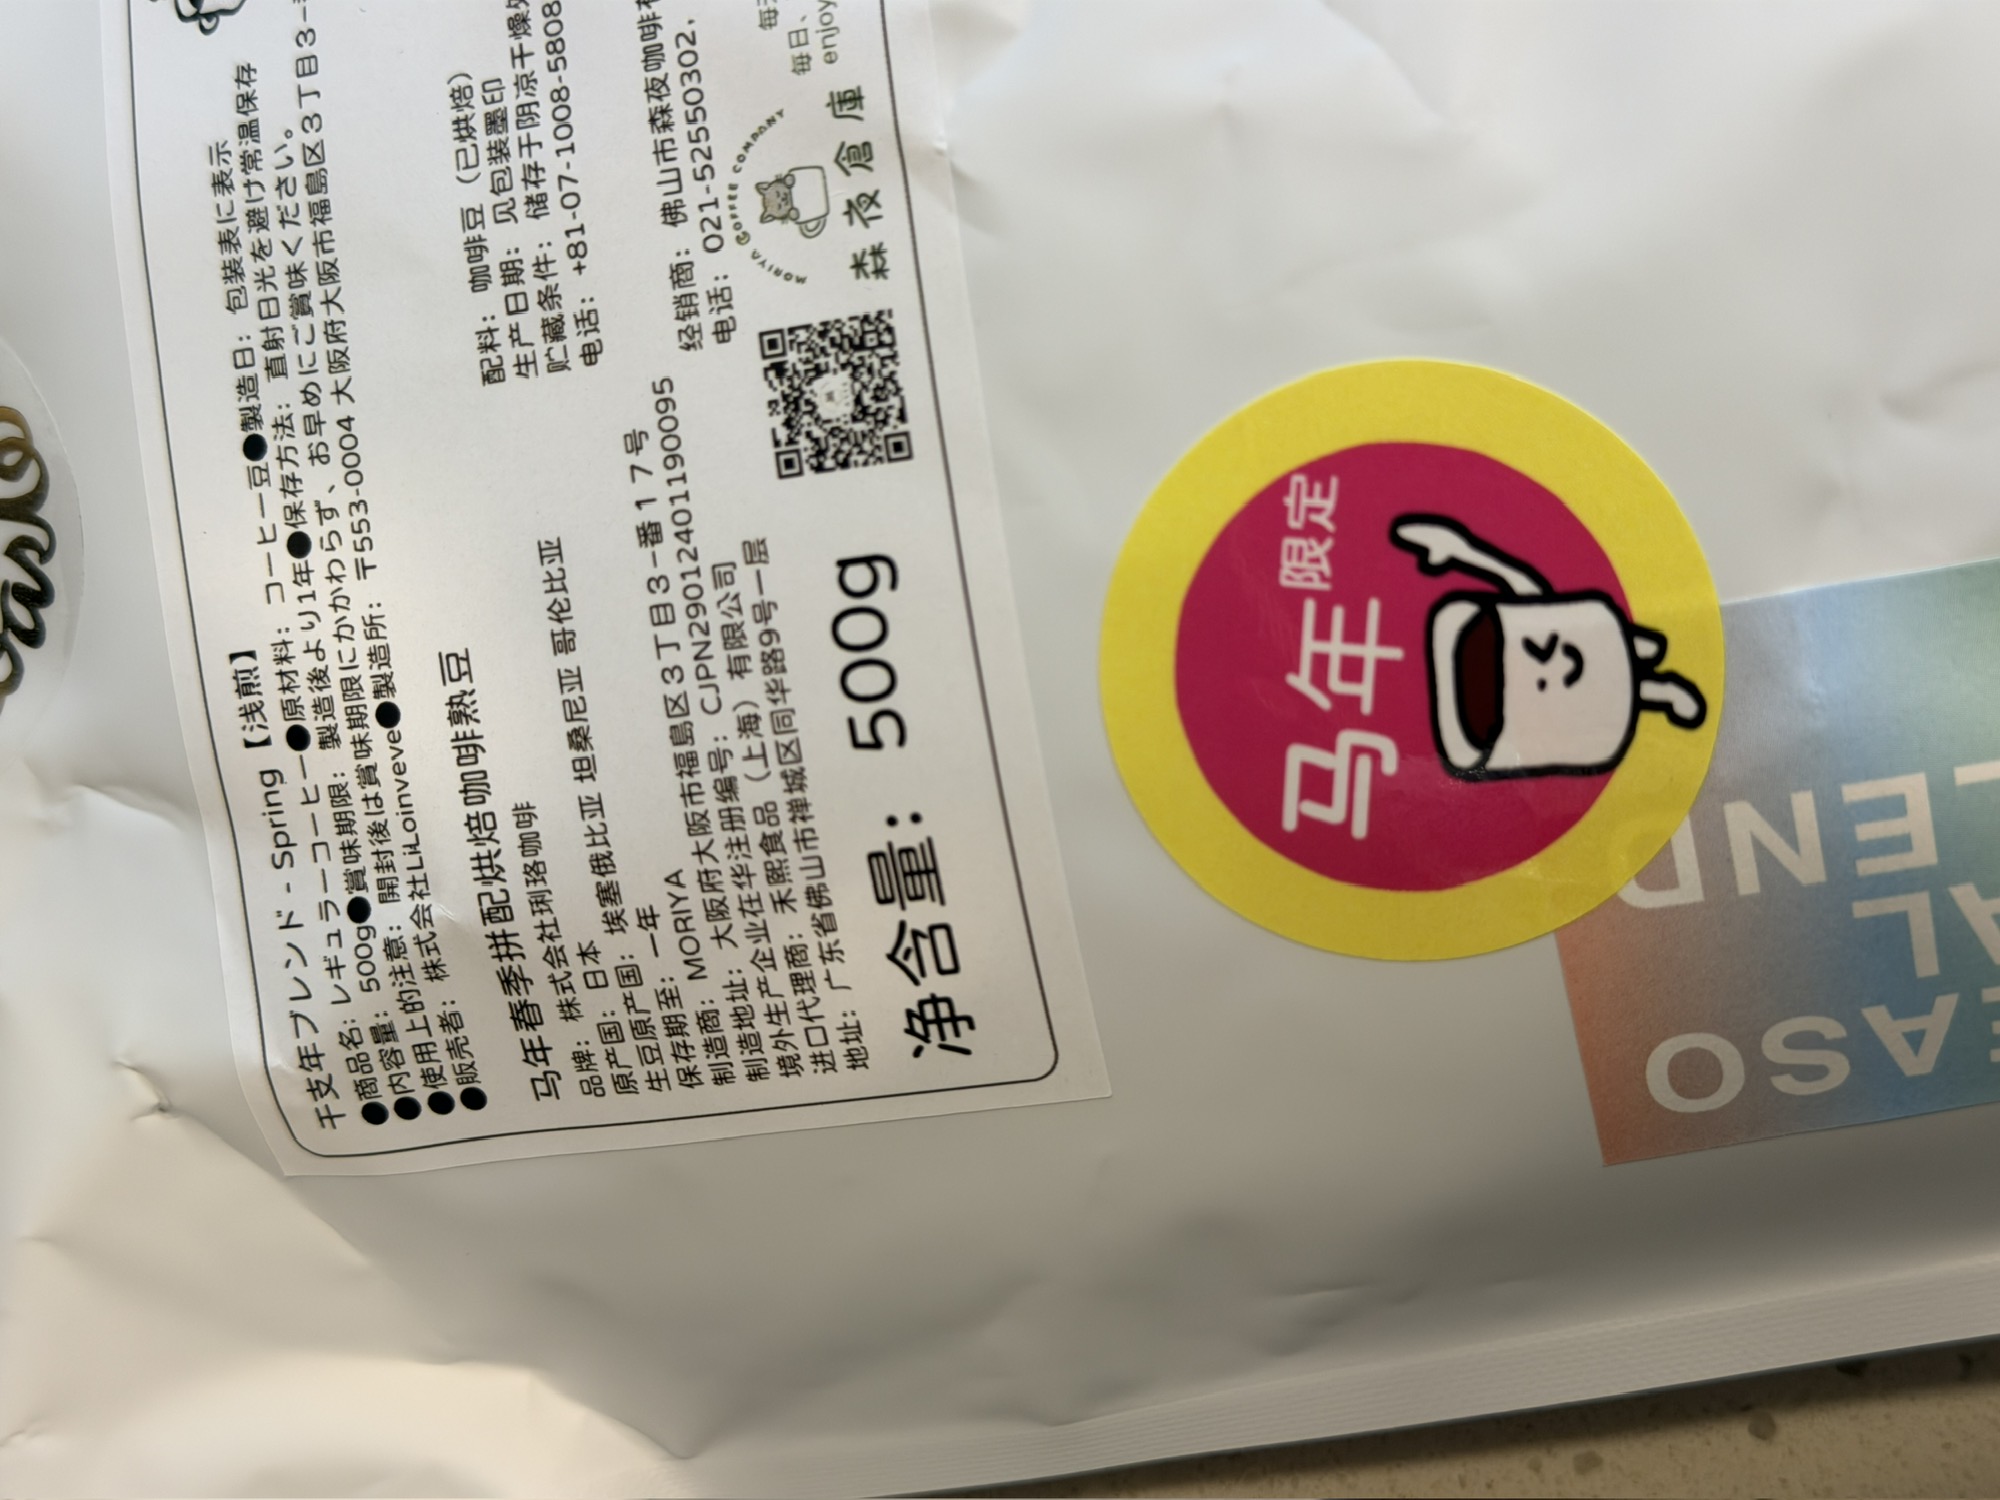 干支年ブレンド - Spring 【浅煎】
●商品名: レギュラーコーヒー●原材料: コーヒー豆●製造日: 包装表に表示
●内容量: 500g●賞味期限: 製造後より1年●保存方法: 直射日光を避け常温保存
●使用上的注意: 開封後は賞味期限にかかわらず、お早めにご賞味ください。
●販売者: 株式会社LiLoinveve●製造所: 〒553-0004 大阪府大阪市福島区3丁目3-
马年春季拼配烘焙咖啡熟豆
品牌: 株式会社琍珞咖啡
原产国: 日本
生豆原产国: 埃塞俄比亚 坦桑尼亚 哥伦比亚
保存期至: 一年
制造商: MORIYA
制造地址: 大阪府大阪市福島区3丁目3-番17号
境外生产企业在华注册编号: CJPN29012401190095
进口代理商: 禾熙食品（上海）有限公司
地址: 广东省佛山市禅城区同华路9号一层
配料: 咖啡豆（已烘焙）
生产日期: 见包装墨印
贮藏条件: 储存于阴凉干燥
电话: +81-07-1008-5808
经销商: 佛山市森夜咖啡
电话: 021-52550302.
净含量: 500g
MORIYA COFFEE COMPANY
森夜倉庫
毎日、
enjoy
马年限定
EASO
AL
LEND